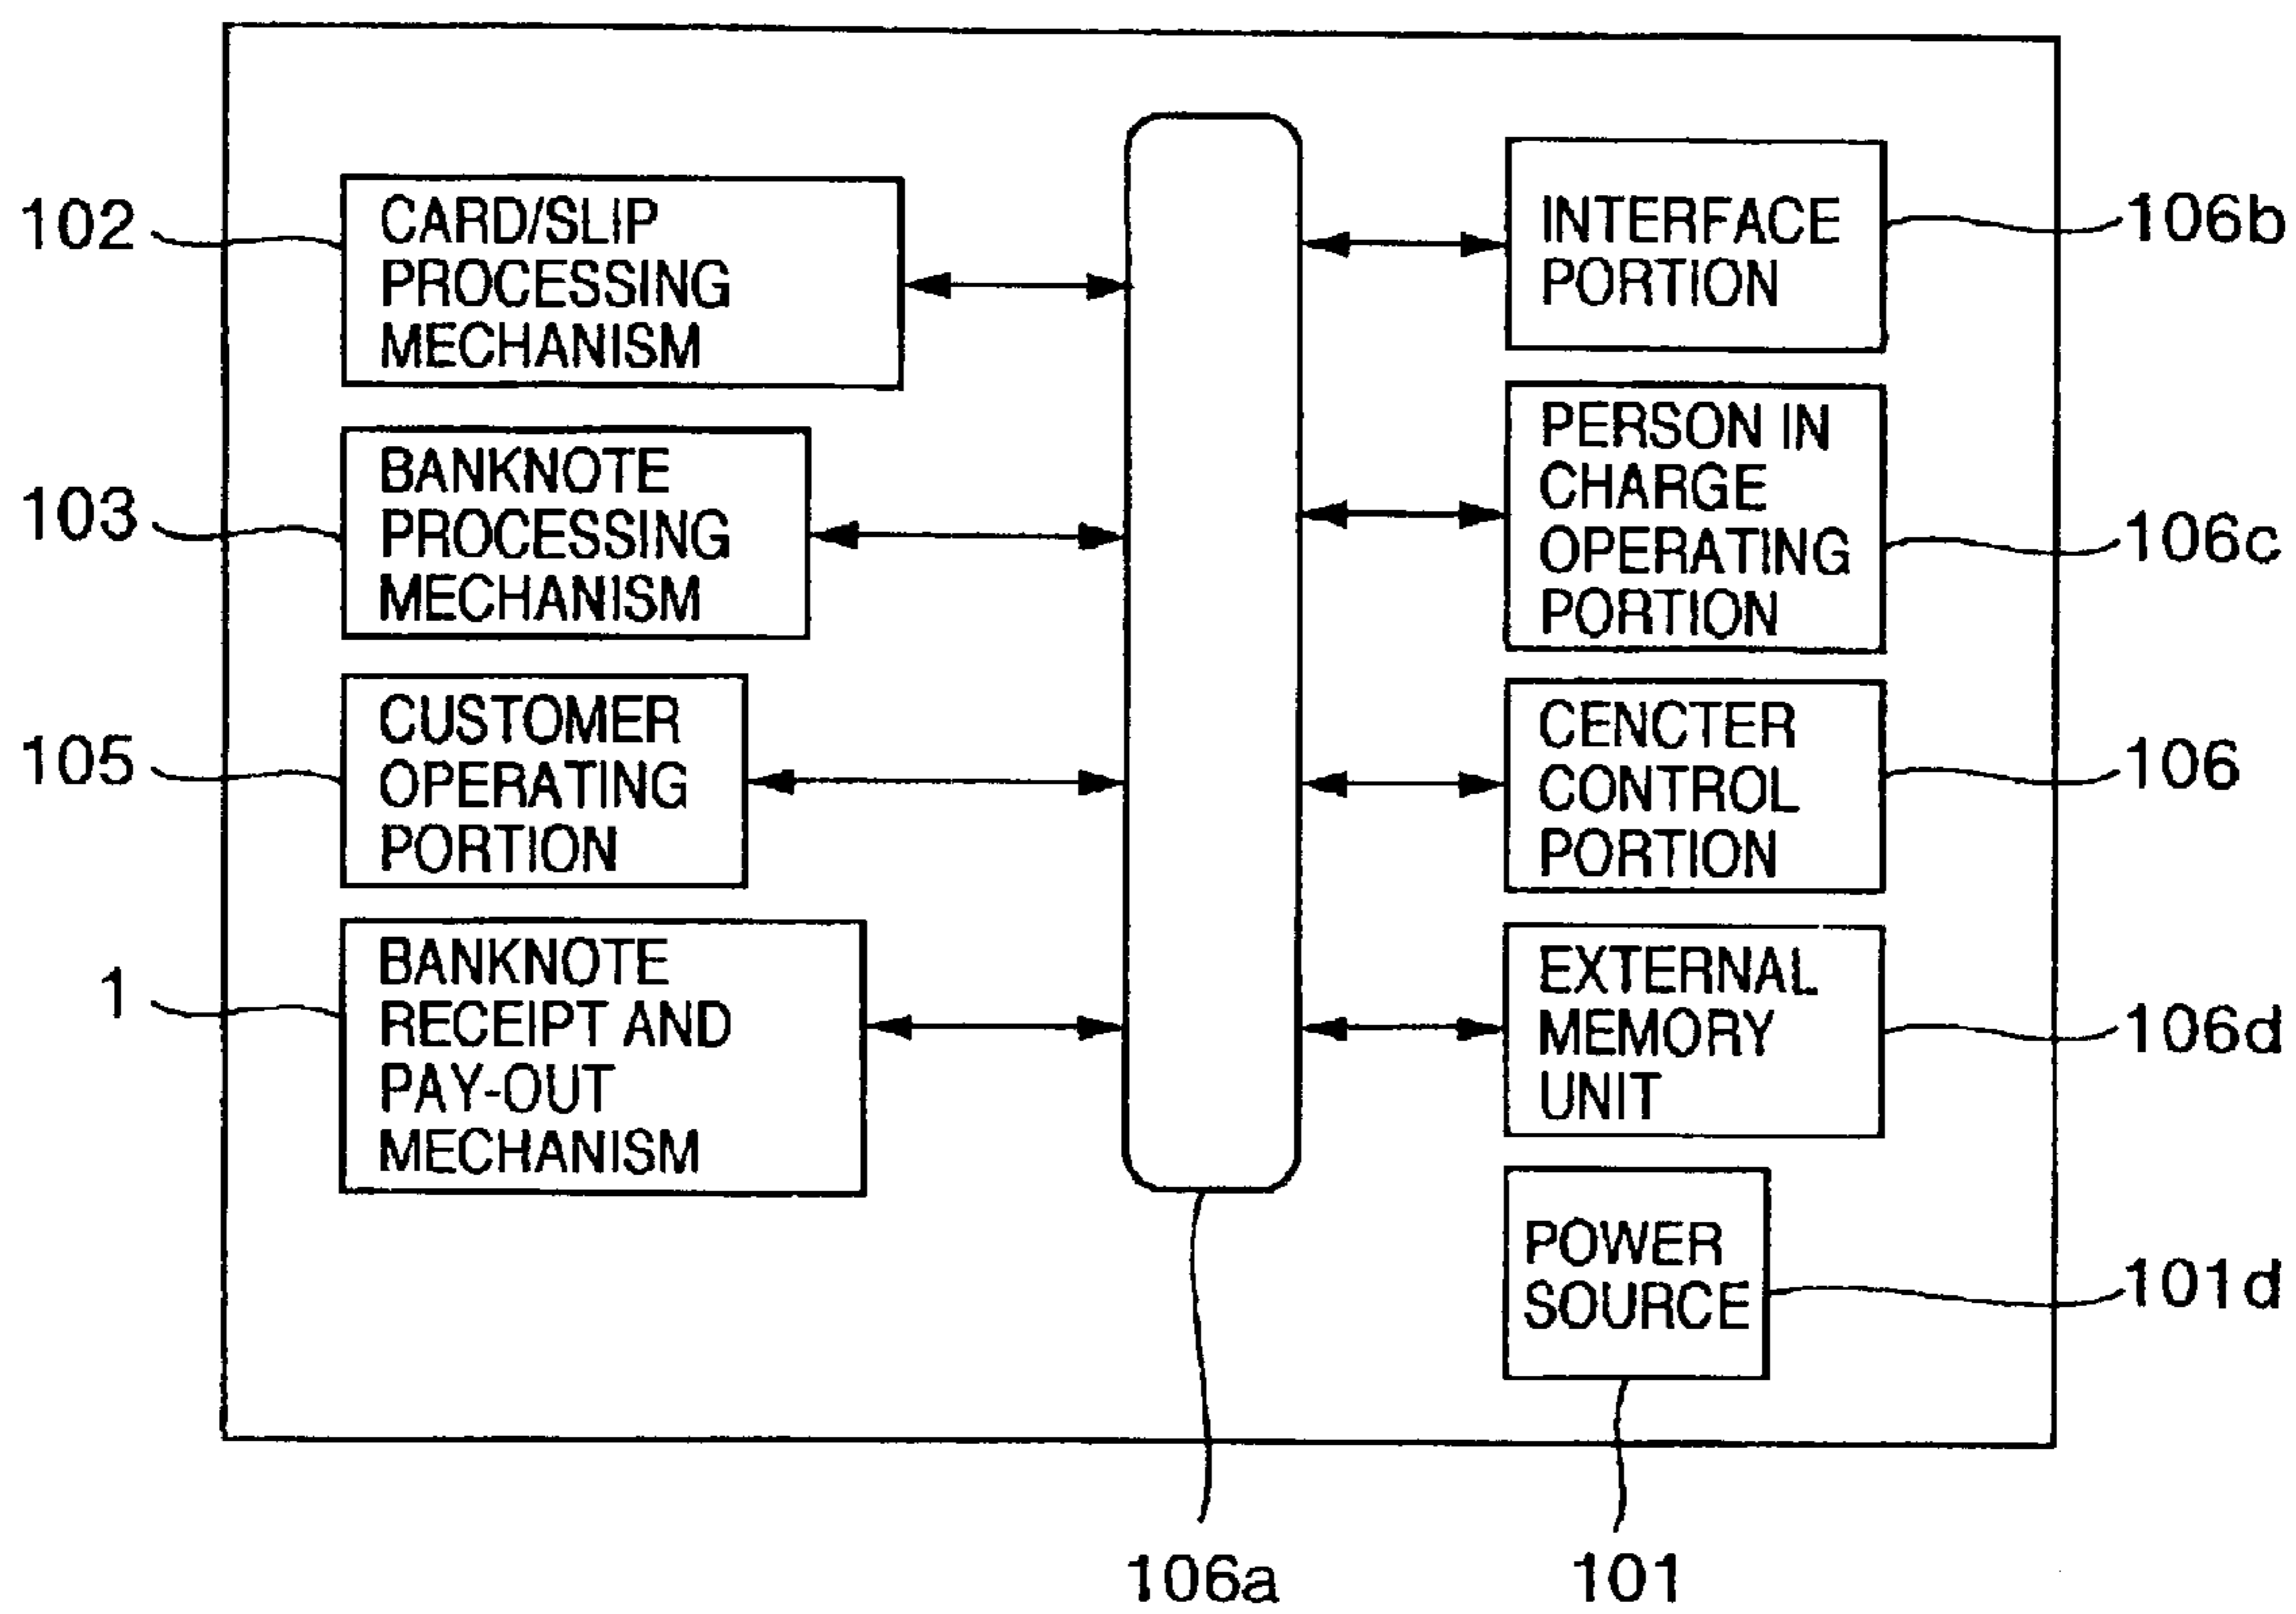 102
CARD/SLIP
PROCESSING
MECHANISM
103
BANKNOTE
PROCESSING
MECHANISM
105
CUSTOMER
OPERATING
PORTION
1
BANKNOTE
RECEIPT AND
PAY-OUT
MECHANISM
INTERFACE
PORTION
106b
PERSON IN
CHARGE
OPERATING
PORTION
106c
CENCTER
CONTROL
PORTION
106
EXTERNAL
MEMORY
UNIT
106d
POWER
SOURCE
101d
106a
101